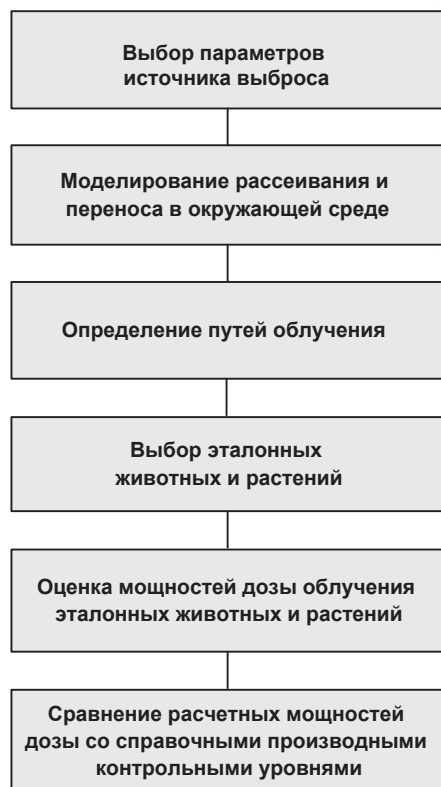 Выбор параметров
источника выброса
Моделирование рассеивания и
переноса в окружающей среде
Определение путей облучения
Выбор эталонных
животных и растений
Оценка мощностей дозы облучения
эталонных животных и растений
Сравнение расчетных мощностей
дозы со справочными производными
контрольными уровнями